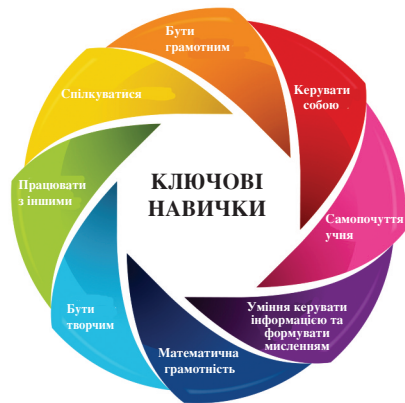 КЛЮЧОВІ
НАВИЧКИ
Бути
грамотним
Керувати
собою
Самопочуття
учня
Уміння керувати
інформацією та
формувати
мисленням
Математична
грамотність
Бути
творчим
Працювати
з іншими
Спілкуватися